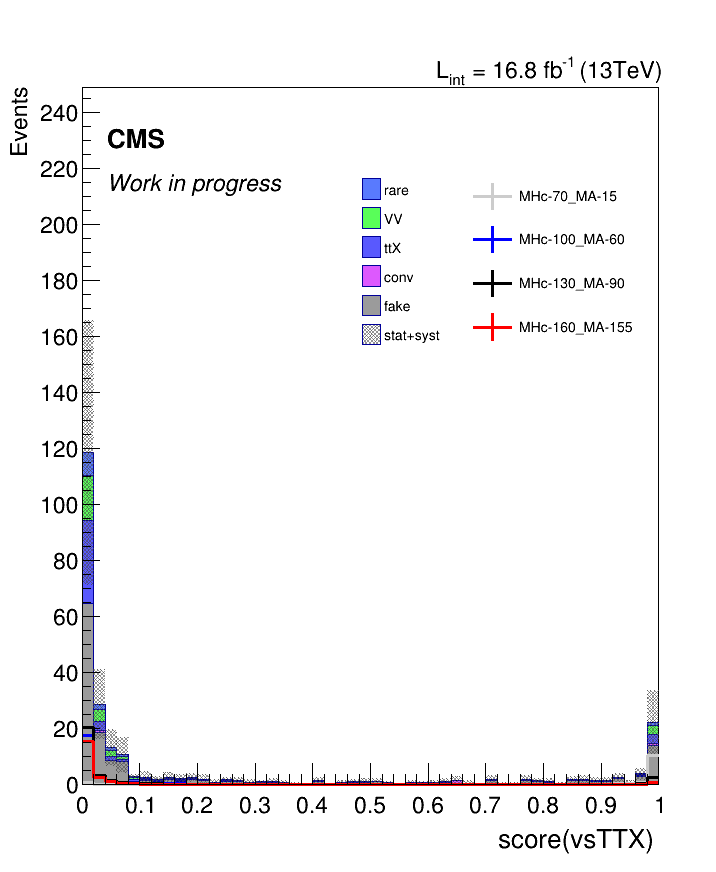 L_int = 16.8 fb^-1 (13TeV)
Events
CMS
Work in progress
rare
VV
ttX
conv
fake
stat+syst
MHc-70_MA-15
MHc-100_MA-60
MHc-130_MA-90
MHc-160_MA-155
240
220
200
180
160
140
120
100
80
60
40
20
0
0 0.1 0.2 0.3 0.4 0.5 0.6 0.7 0.8 0.9 1
score(vsTTX)